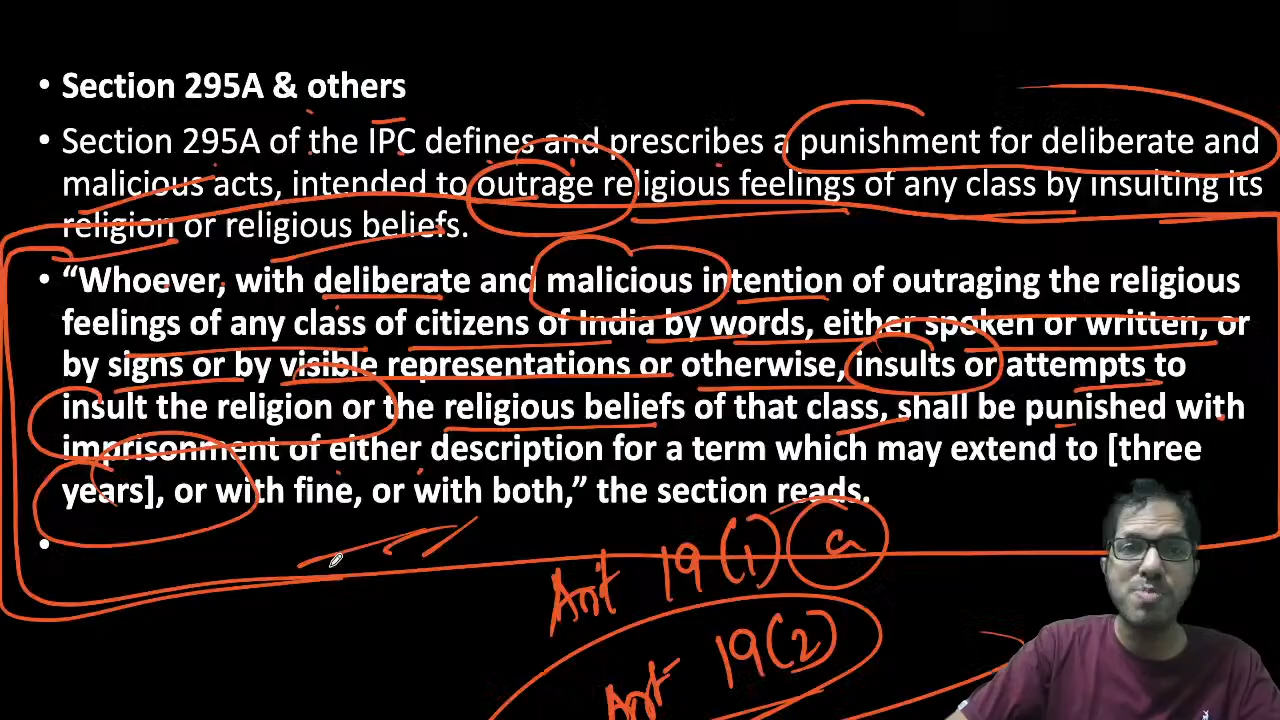 • Section 295A & others
• Section 295A of the IPC defines and prescribes a punishment for deliberate and
malicious acts, intended to outrage religious feelings of any class by insulting its
religion or religious beliefs.
• “Whoever, with deliberate and malicious intention of outraging the religious
feelings of any class of citizens of India by words, either spoken or written, or
by signs or by visible representations or otherwise, insults or attempts to
insult the religion or the religious beliefs of that class, shall be punished with
imprisonment of either description for a term which may extend to [three
years], or with fine, or with both,” the section reads.
•
Art 19(1) a
Art 19(2)